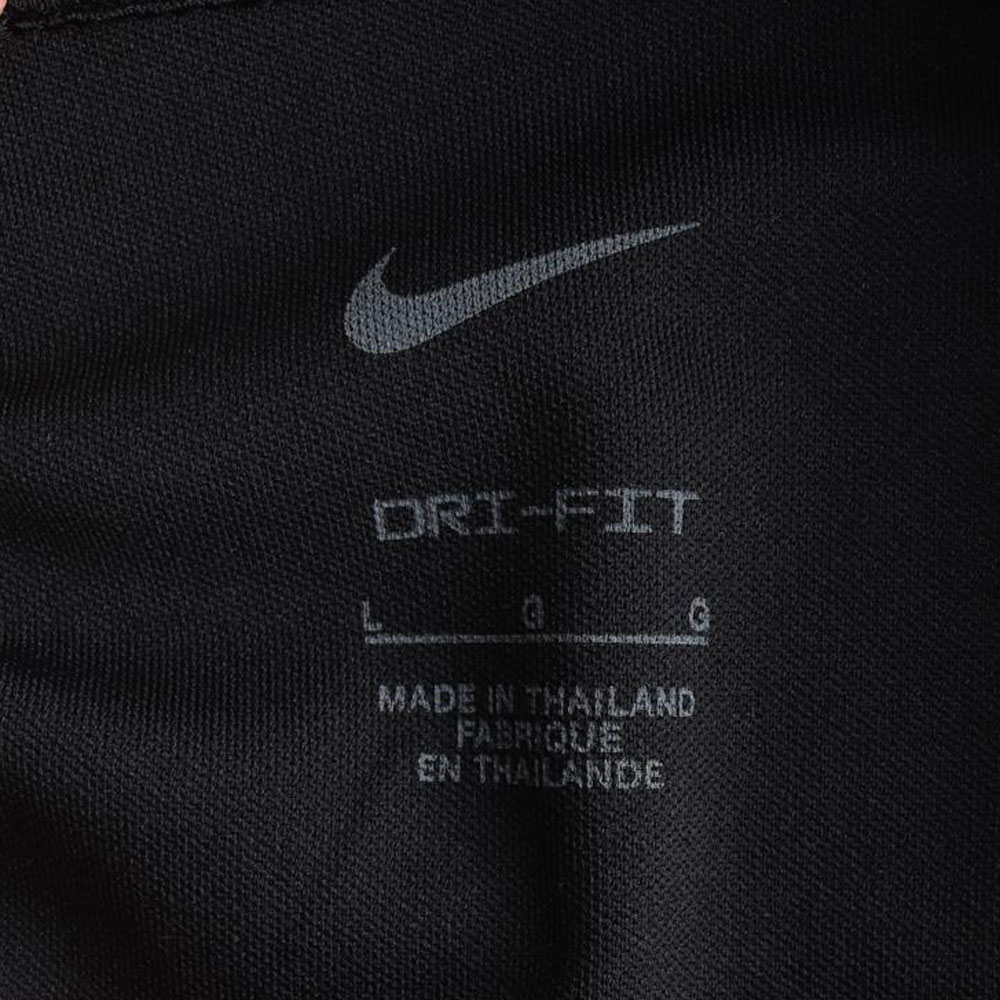 DRI-FIT
L G G
MADE IN THAILAND
FABRIQUE
EN THAILANDE